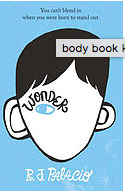 You can't blend in
when you were born to stand out.
body book k
WONDER
R. J. PALACIO